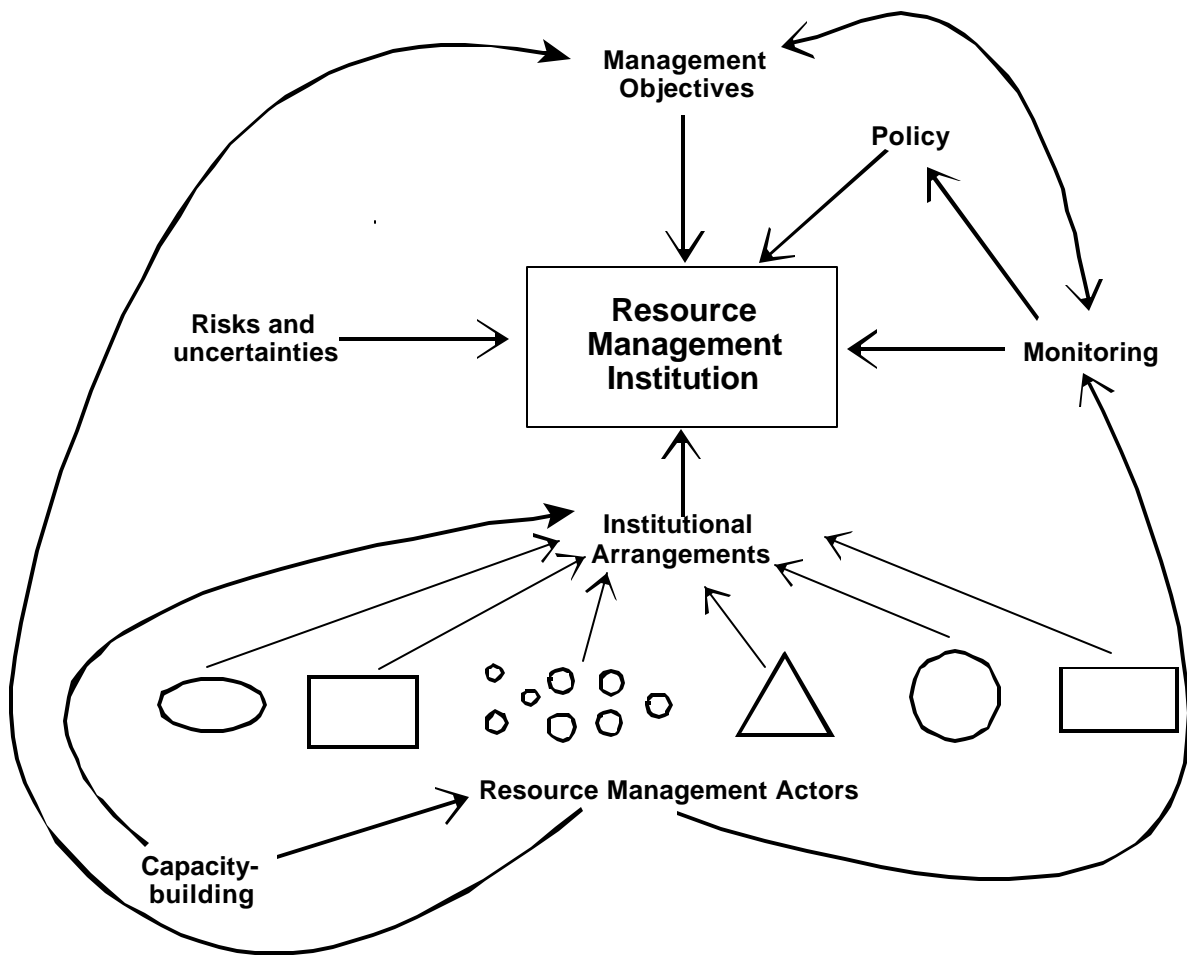 Management
Objectives
Policy
Resource
Management
Institution
Risks and
uncertainties
Monitoring
Institutional
Arrangements
Resource Management Actors
Capacity-
building